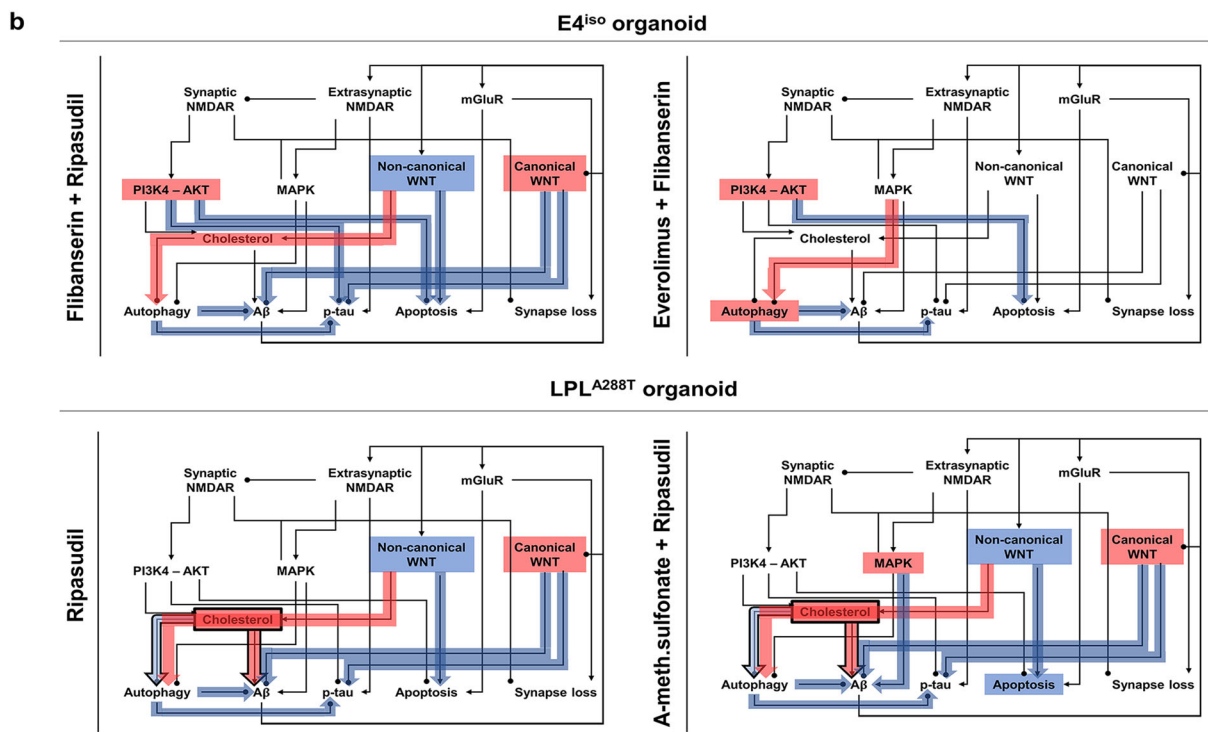 b
E4iso organoid
Flibanserin + Ripasudil
Synaptic
NMDAR
Extrasynaptic
NMDAR
mGluR
PI3K4 – AKT
MAPK
Non-canonical
WNT
Canonical
WNT
Cholesterol
Autophagy
Aβ
p-tau
Apoptosis
Synapse loss
Everolimus + Flibanserin
Synaptic
NMDAR
Extrasynaptic
NMDAR
mGluR
PI3K4 – AKT
MAPK
Non-canonical
WNT
Canonical
WNT
Cholesterol
Autophagy
Aβ
p-tau
Apoptosis
Synapse loss
LPLA288T organoid
Ripasudil
Synaptic
NMDAR
Extrasynaptic
NMDAR
mGluR
PI3K4 – AKT
MAPK
Non-canonical
WNT
Canonical
WNT
Cholesterol
Autophagy
Aβ
p-tau
Apoptosis
Synapse loss
A-meth.sulfonate + Ripasudil
Synaptic
NMDAR
Extrasynaptic
NMDAR
mGluR
PI3K4 – AKT
MAPK
Non-canonical
WNT
Canonical
WNT
Cholesterol
Autophagy
Aβ
p-tau
Apoptosis
Synapse loss